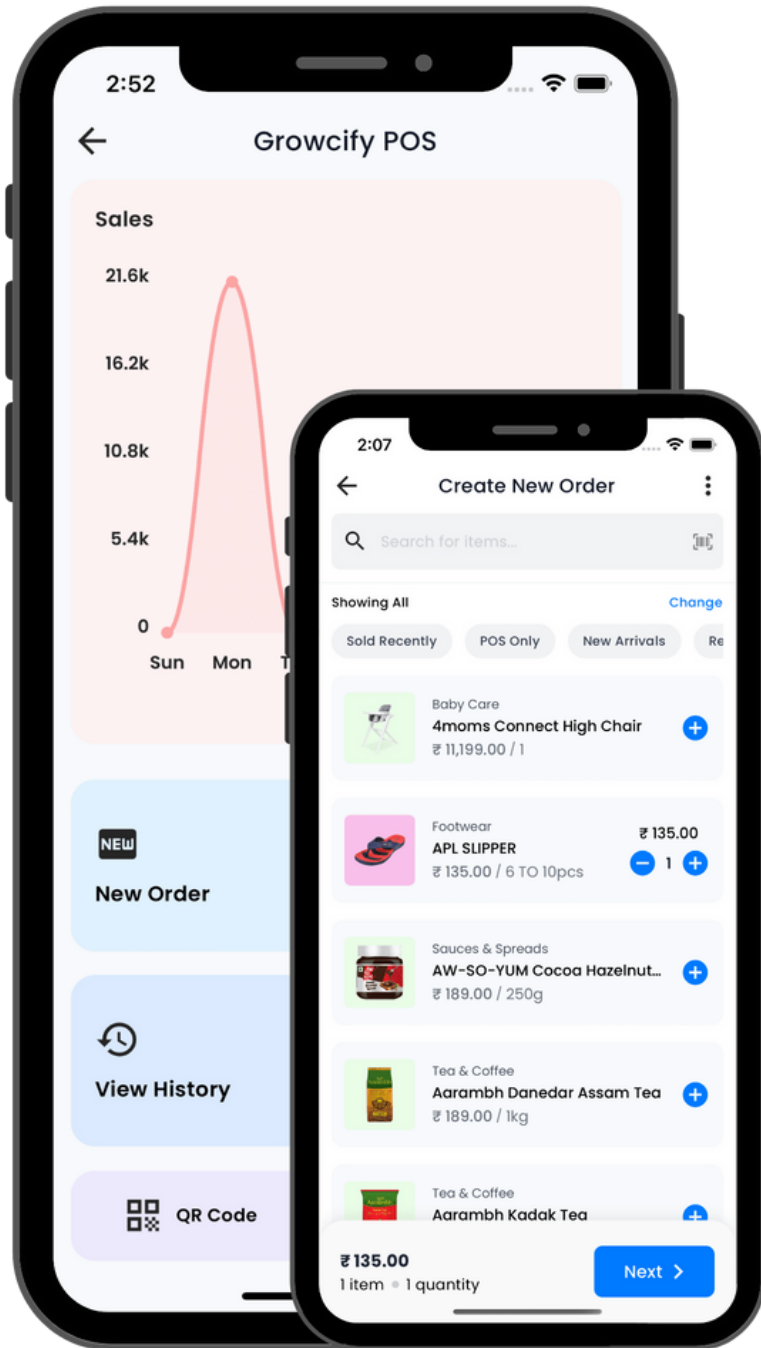 2:52
Growcify POS
Sales
21.6k
16.2k
10.8k
5.4k
0
Sun Mon
NEW
New Order
View History
QR Code
2:07
Create New Order
Search for items...
Showing All Change
Sold Recently POS Only New Arrivals Re
Baby Care
4moms Connect High Chair
₹ 11,199.00 / 1
Footwear
₹ 135.00
APL SLIPPER
1
₹ 135.00 / 6 TO 10pcs
Sauces & Spreads
AW-SO-YUM Cocoa Hazelnut...
₹ 189.00 / 250g
Tea & Coffee
Aarambh Danedar Assam Tea
₹ 189.00 / 1kg
Tea & Coffee
Aarambh Kadak Tea
₹ 135.00
1 item 1 quantity
Next